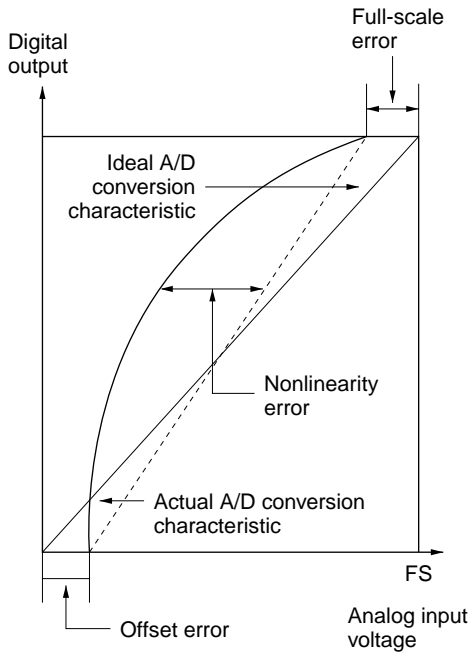 Full-scale
error
Digital
output
Ideal A/D
conversion
characteristic
Nonlinearity
error
Actual A/D conversion
characteristic
FS
Offset error
Analog input
voltage